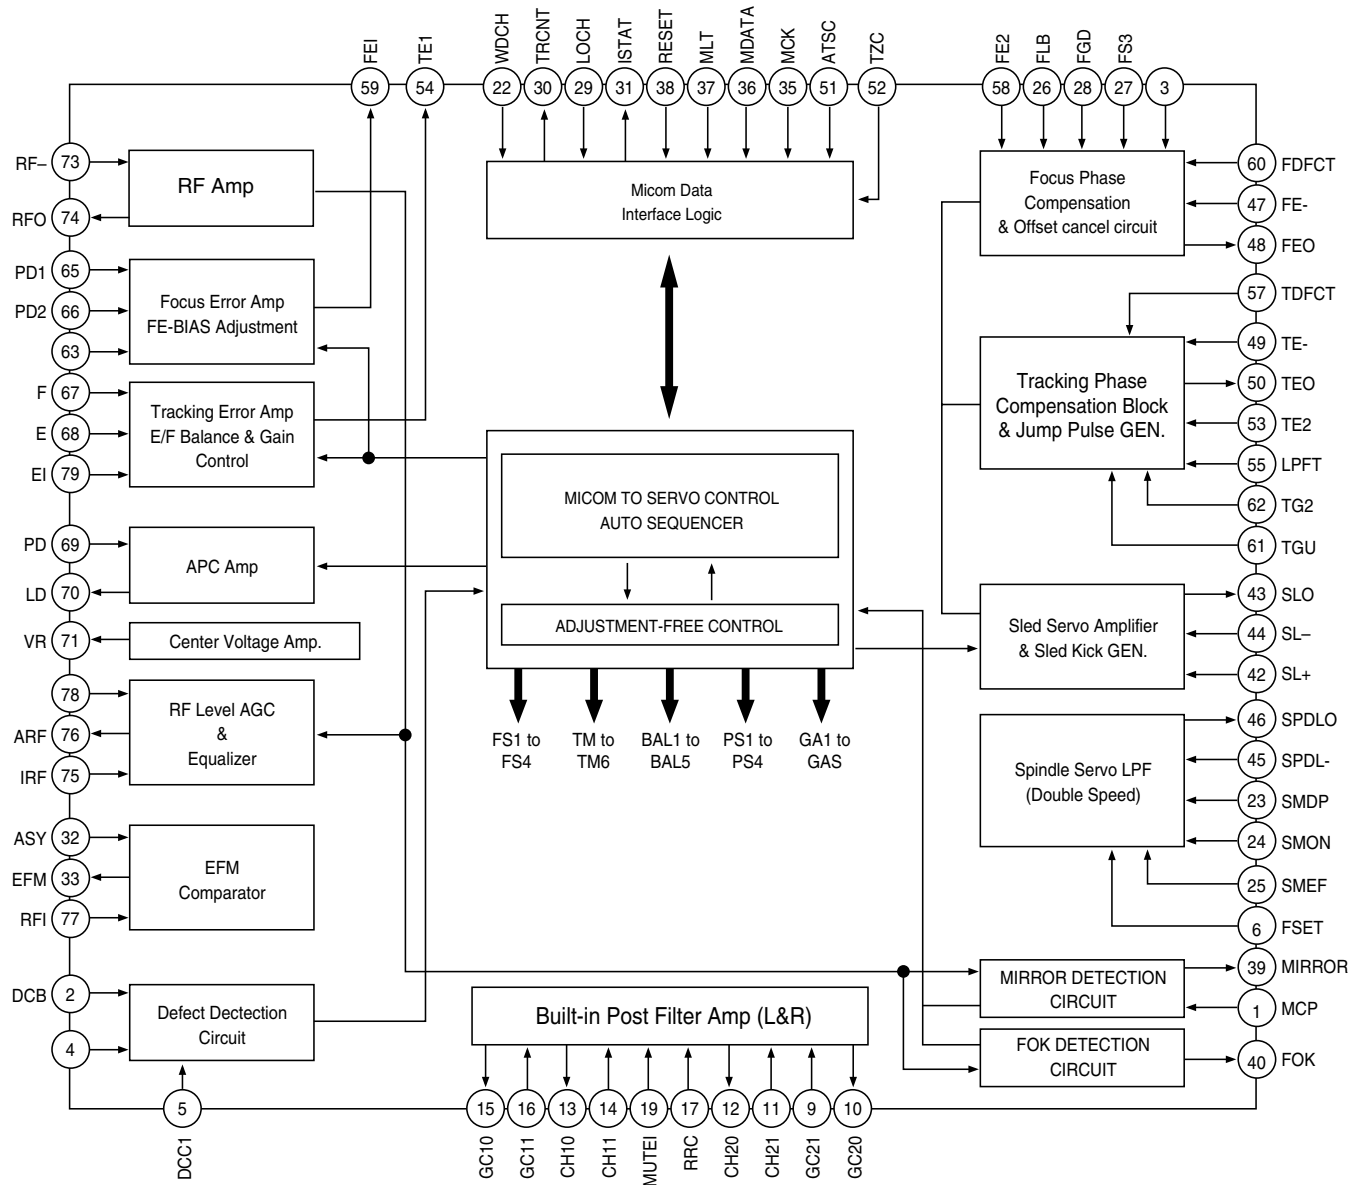 FEI
TE1
WDCH
TRCNT
LOCH
ISTAT
RESET
MLT
MDATA
MCK
ATSC
TZC
FE2
FLB
FGD
FS3
59
54
22
30
29
31
38
37
36
35
51
52
58
26
28
27
3
RF–
73
RFO
74
RF Amp
PD1
65
PD2
66
63
Focus Error Amp
FE-BIAS Adjustment
F
67
E
68
EI
79
Tracking Error Amp
E/F Balance & Gain
Control
PD
69
LD
70
APC Amp
VR
71
Center Voltage Amp.
78
ARF
76
IRF
75
RF Level AGC
&
Equalizer
ASY
32
EFM
33
RFI
77
EFM
Comparator
DCB
2
4
Defect Dectection
Circuit
5
DCC1
Micom Data
Interface Logic
MICOM TO SERVO CONTROL
AUTO SEQUENCER
ADJUSTMENT-FREE CONTROL
FS1 to
FS4
TM to
TM6
BAL1 to
BAL5
PS1 to
PS4
GA1 to
GAS
Built-in Post Filter Amp (L&R)
15
16
13
14
19
17
12
11
9
10
GC10
GC11
CH10
CH11
MUTEI
RRC
CH20
CH21
GC21
GC20
Focus Phase
Compensation
& Offset cancel circuit
60
FDFCT
47
FE-
48
FEO
57
TDFCT
Tracking Phase
Compensation Block
& Jump Pulse GEN.
49
TE-
50
TEO
53
TE2
55
LPFT
62
TG2
61
TGU
Sled Servo Amplifier
& Sled Kick GEN.
43
SLO
44
SL–
42
SL+
Spindle Servo LPF
(Double Speed)
46
SPDLO
45
SPDL-
23
SMDP
24
SMON
25
SMEF
6
FSET
MIRROR DETECTION
CIRCUIT
39
MIRROR
1
MCP
FOK DETECTION
CIRCUIT
40
FOK